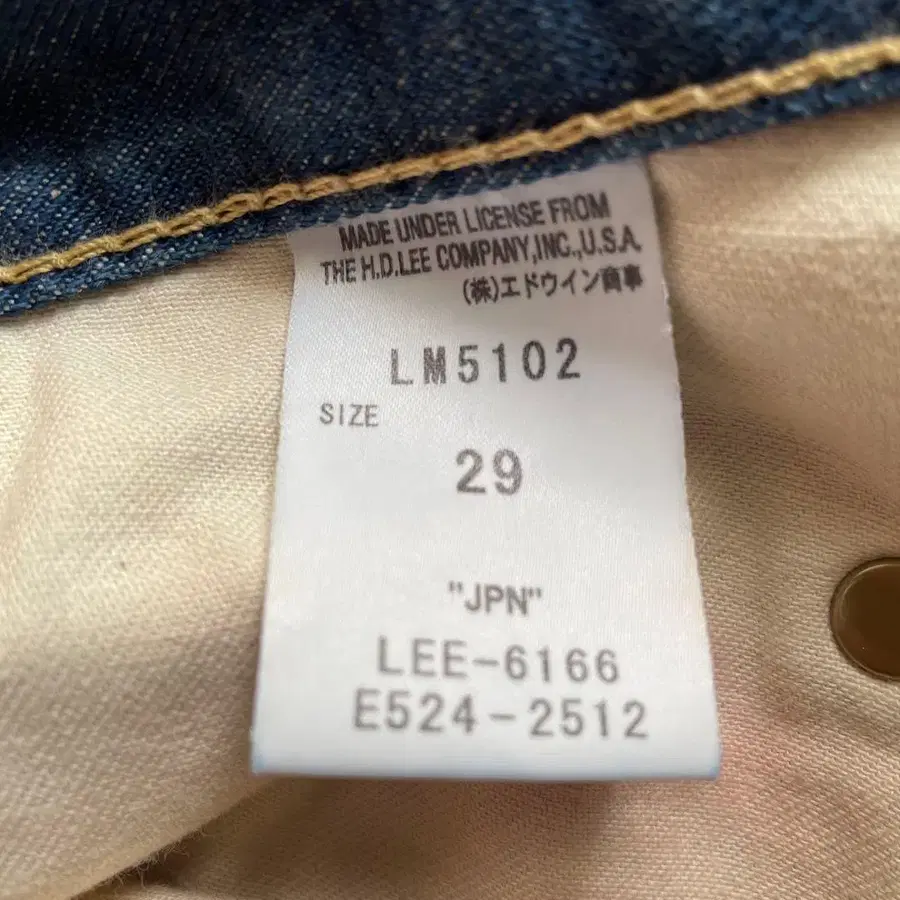 MADE UNDER LICENSE FROM
THE H.D.LEE COMPANY,INC.,U.S.A.
(株)エドウイン商事
LM5102
SIZE
29
"JPN"
LEE-6166
E524-2512